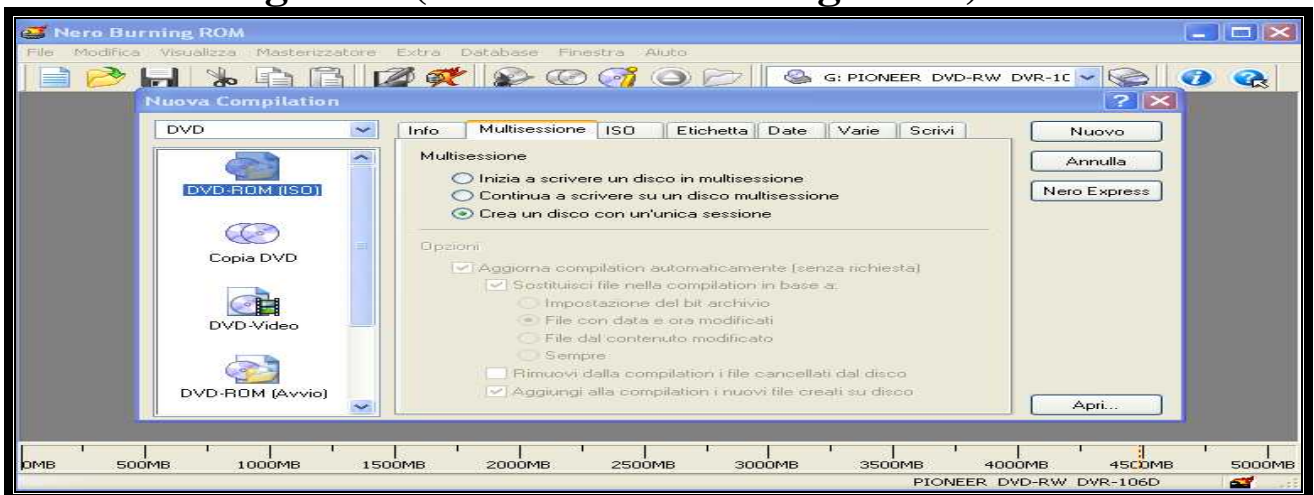 Nero Burning ROM
File Modifica Visualizza Masterizzatore Extra Database Finestra Aiuto
G: PIONEER DVD-RW DVR-1
Nuova Compilation
DVD
Info Multisessione ISO Etichetta Date Varie Scrivi
Nuovo
Annulla
Nero Express
DVD-ROM (ISO)
Copia DVD
DVD-Video
DVD-ROM (Avvio)
Multisessione
Inizia a scrivere un disco in multisessione
Continua a scrivere su un disco multisessione
Crea un disco con un'unica sessione
Opzioni
Aggiorna compilation automaticamente (senza richiesta)
Sostituisci file nella compilation in base a:
Impostazione del bit archivio
File con data e ora modificati
File dal contenuto modificato
Sempre
Rimuovi dalla compilation i file cancellati dal disco
Aggiungi alla compilation i nuovi file creati su disco
Apri...
0MB 500MB 1000MB 1500MB 2000MB 2500MB 3000MB 3500MB 4000MB 4500MB 5000MB
PIONEER DVD-RW DVR-106D